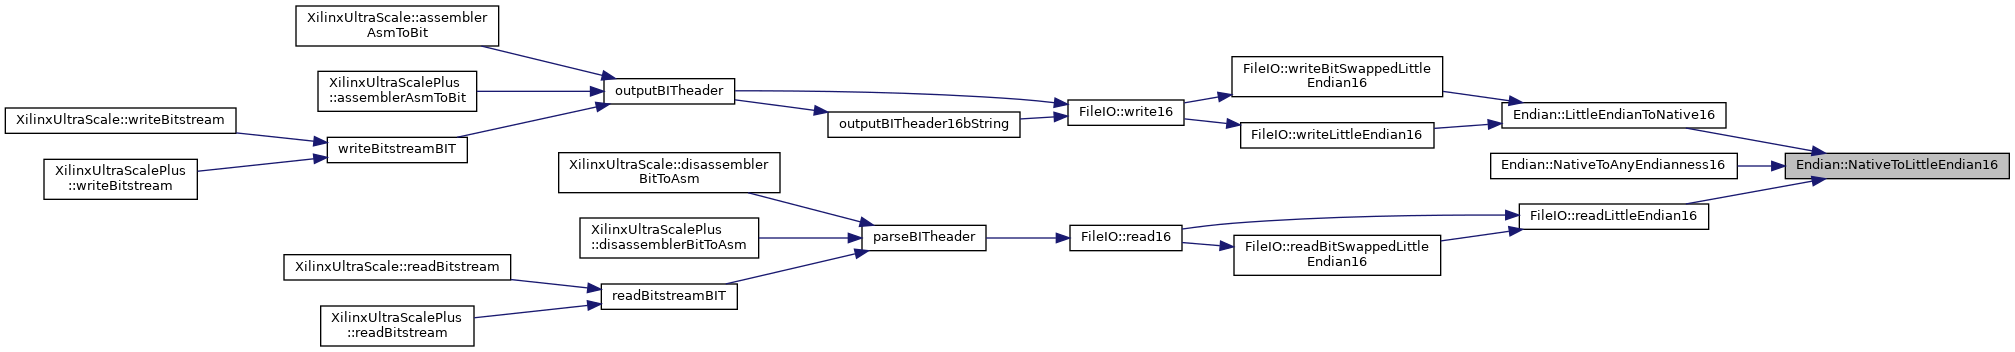 XilinxUltraScale::assembler
AsmToBit
XilinxUltraScalePlus
::assemblerAsmToBit
XilinxUltraScale::writeBitstream
XilinxUltraScalePlus
::writeBitstream
writeBitstreamBIT
outputBITheader
outputBITheader16bString
FileIO::write16
FileIO::writeBitSwappedLittle
Endian16
FileIO::writeLittleEndian16
Endian::LittleEndianToNative16
Endian::NativeToAnyEndianness16
Endian::NativeToLittleEndian16
XilinxUltraScale::disassembler
BitToAsm
XilinxUltraScalePlus
::disassemblerBitToAsm
XilinxUltraScale::readBitstream
XilinxUltraScalePlus
::readBitstream
readBitstreamBIT
parseBITheader
FileIO::read16
FileIO::readBitSwappedLittle
Endian16
FileIO::readLittleEndian16